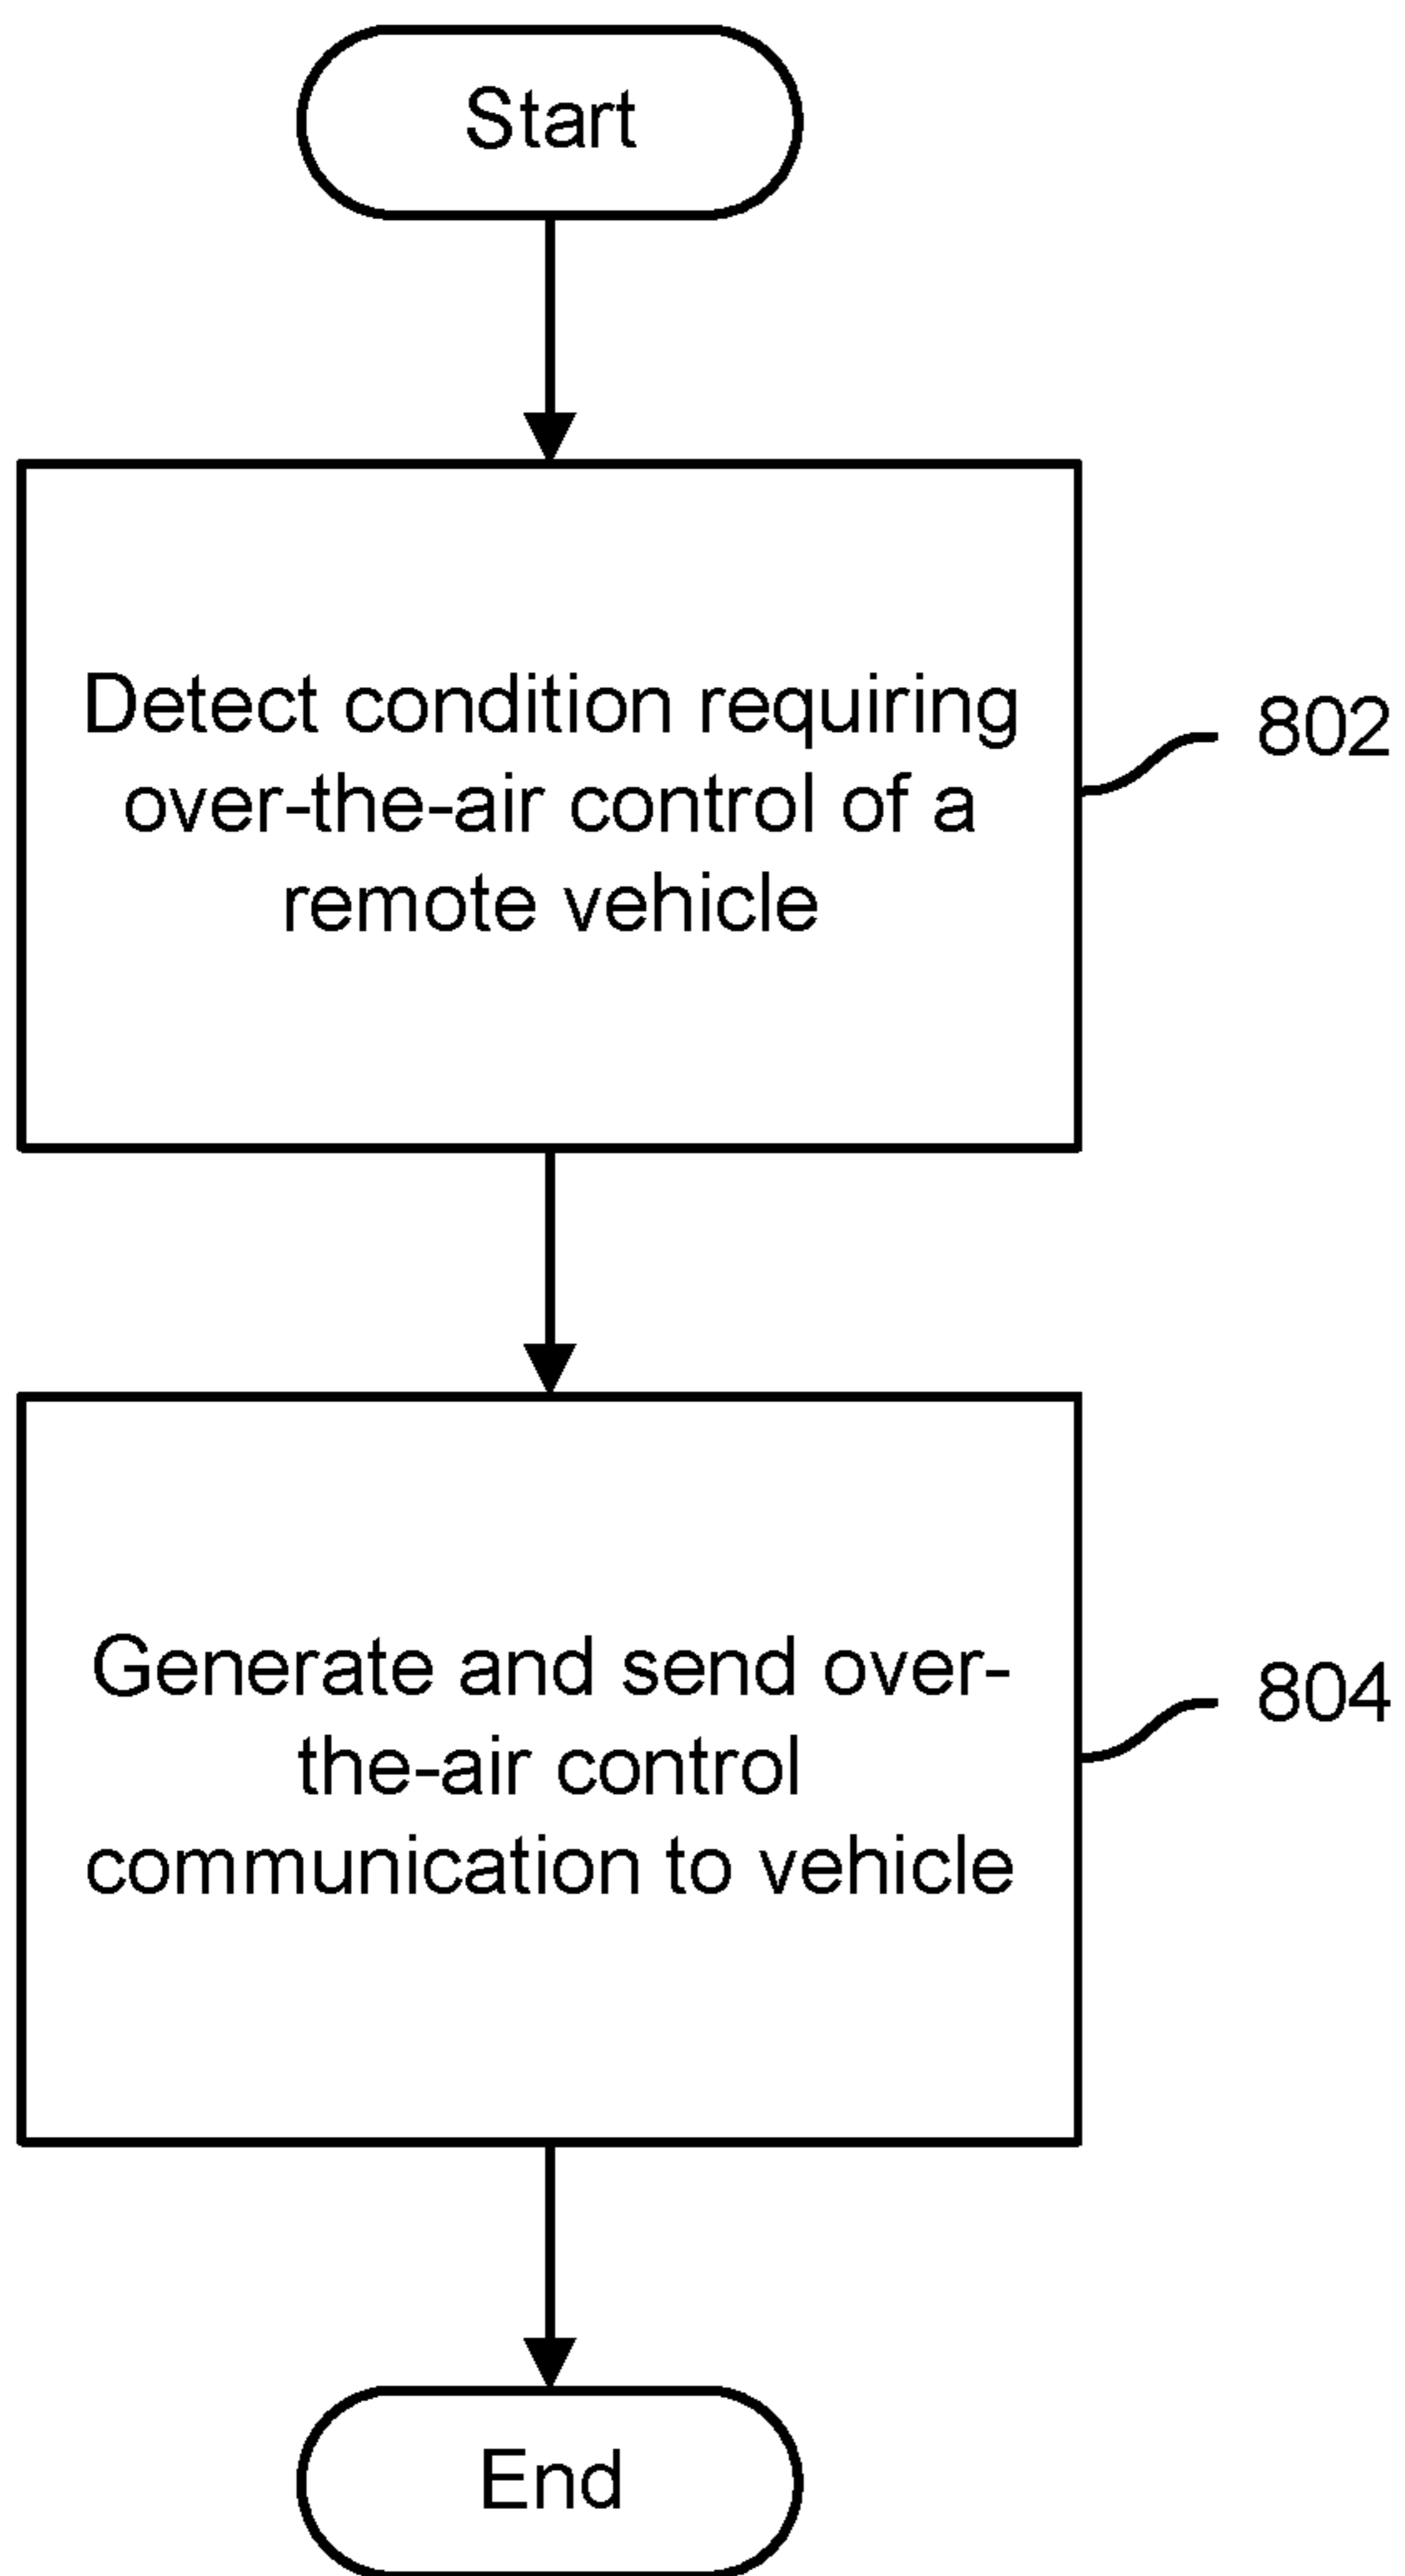 Start
Detect condition requiring
over-the-air control of a
remote vehicle
802
Generate and send over-
the-air control
communication to vehicle
804
End